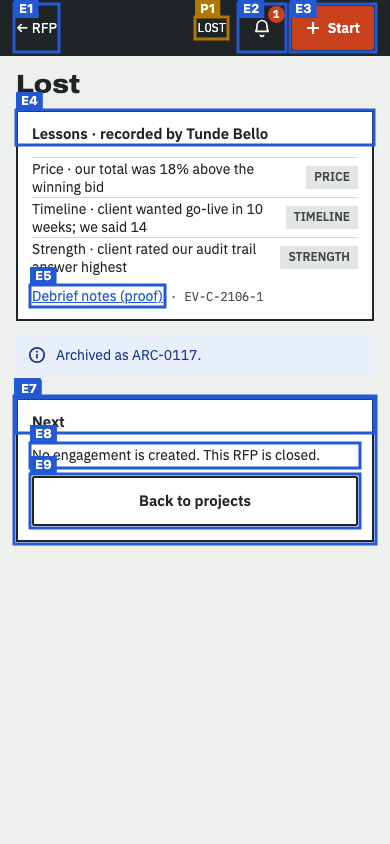 E1
P1
E2
E3
← RFP
LOST
1
+ Start
Lost
E4
Lessons · recorded by Tunde Bello
Price · our total was 18% above the
winning bid
PRICE
Timeline · client wanted go-live in 10
weeks; we said 14
TIMELINE
Strength · client rated our audit trail
answer highest
STRENGTH
E5
Debrief notes (proof) · EV-C-2106-1
Archived as ARC-0117.
E7
Next
E8
No engagement is created. This RFP is closed.
E9
Back to projects